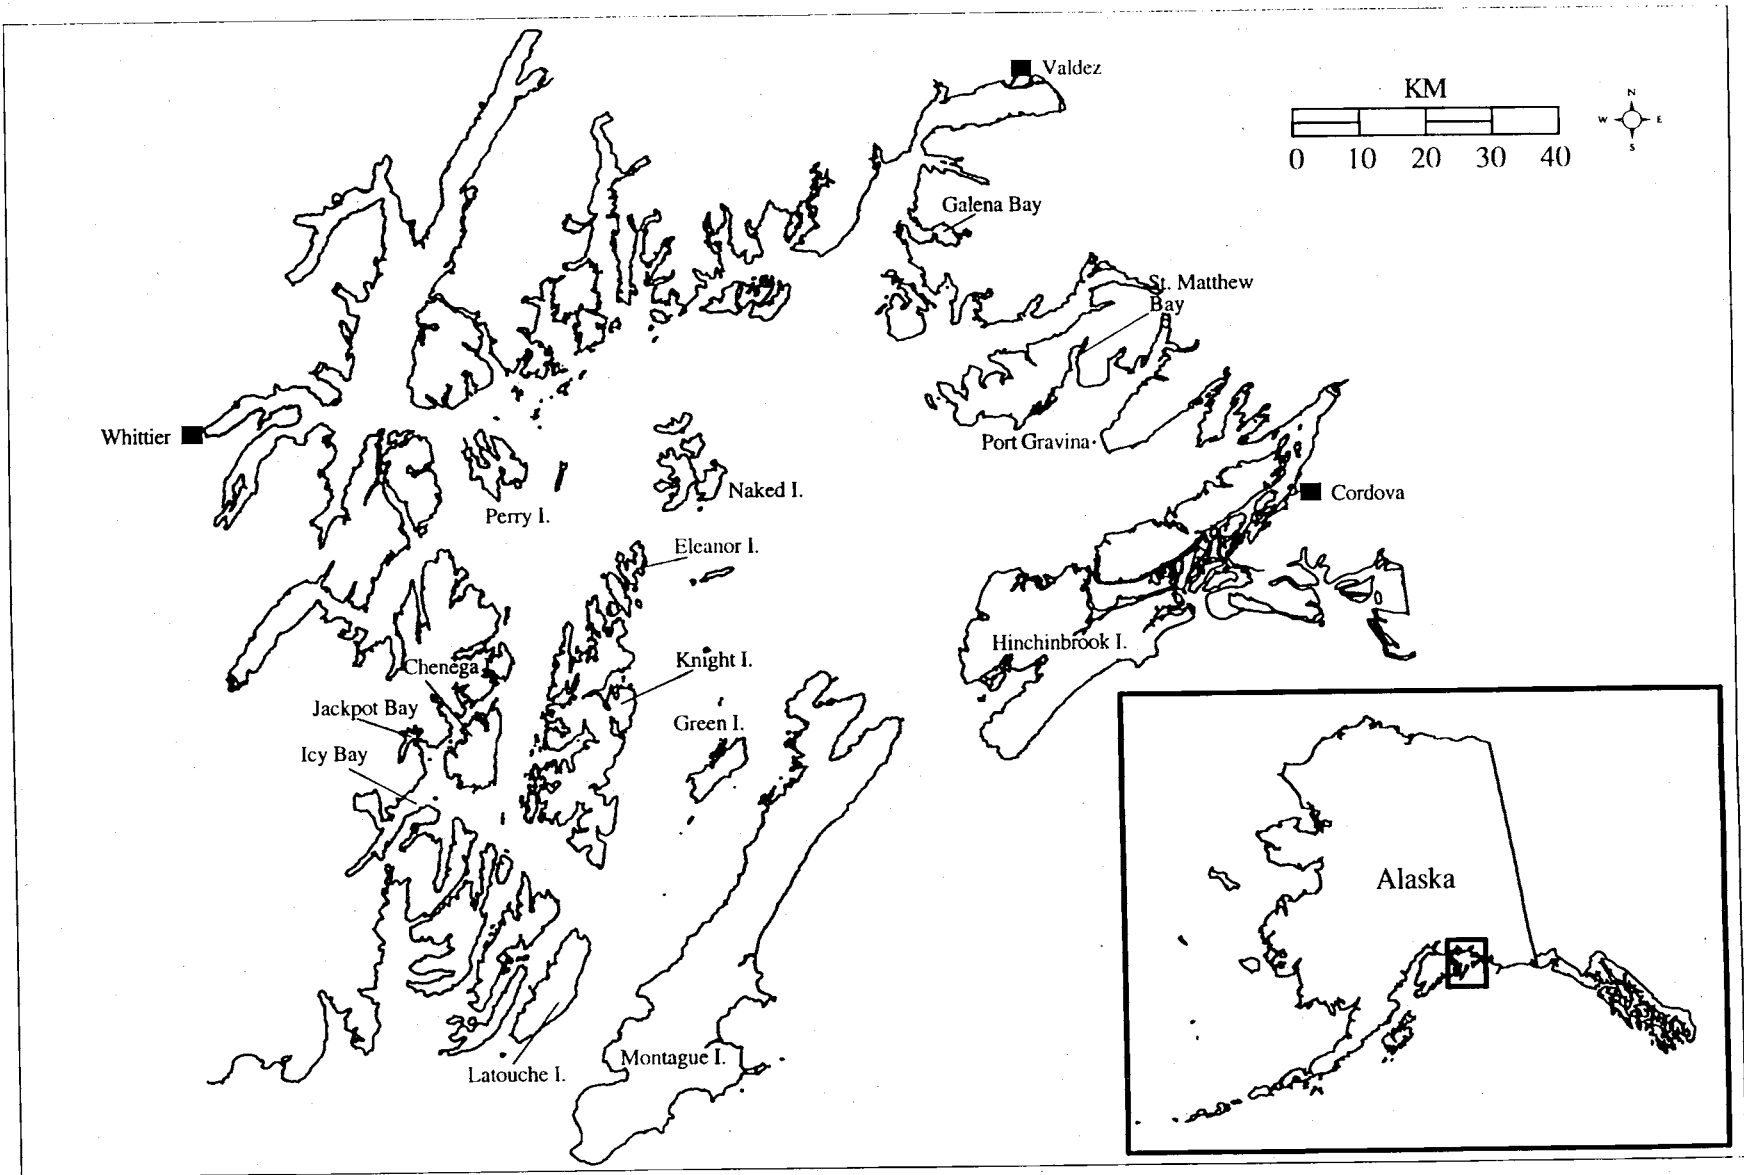 Valdez
KM
N
W E
S
0 10 20 30 40
Galena Bay
St. Matthew
Bay
Whittier
Port Gravina
Perry I.
Naked I.
Cordova
Eleanor I.
Hinchinbrook I.
Chenega
Knight I.
Jackpot Bay
Green I.
Icy Bay
Alaska
Montague I.
Latouche I.